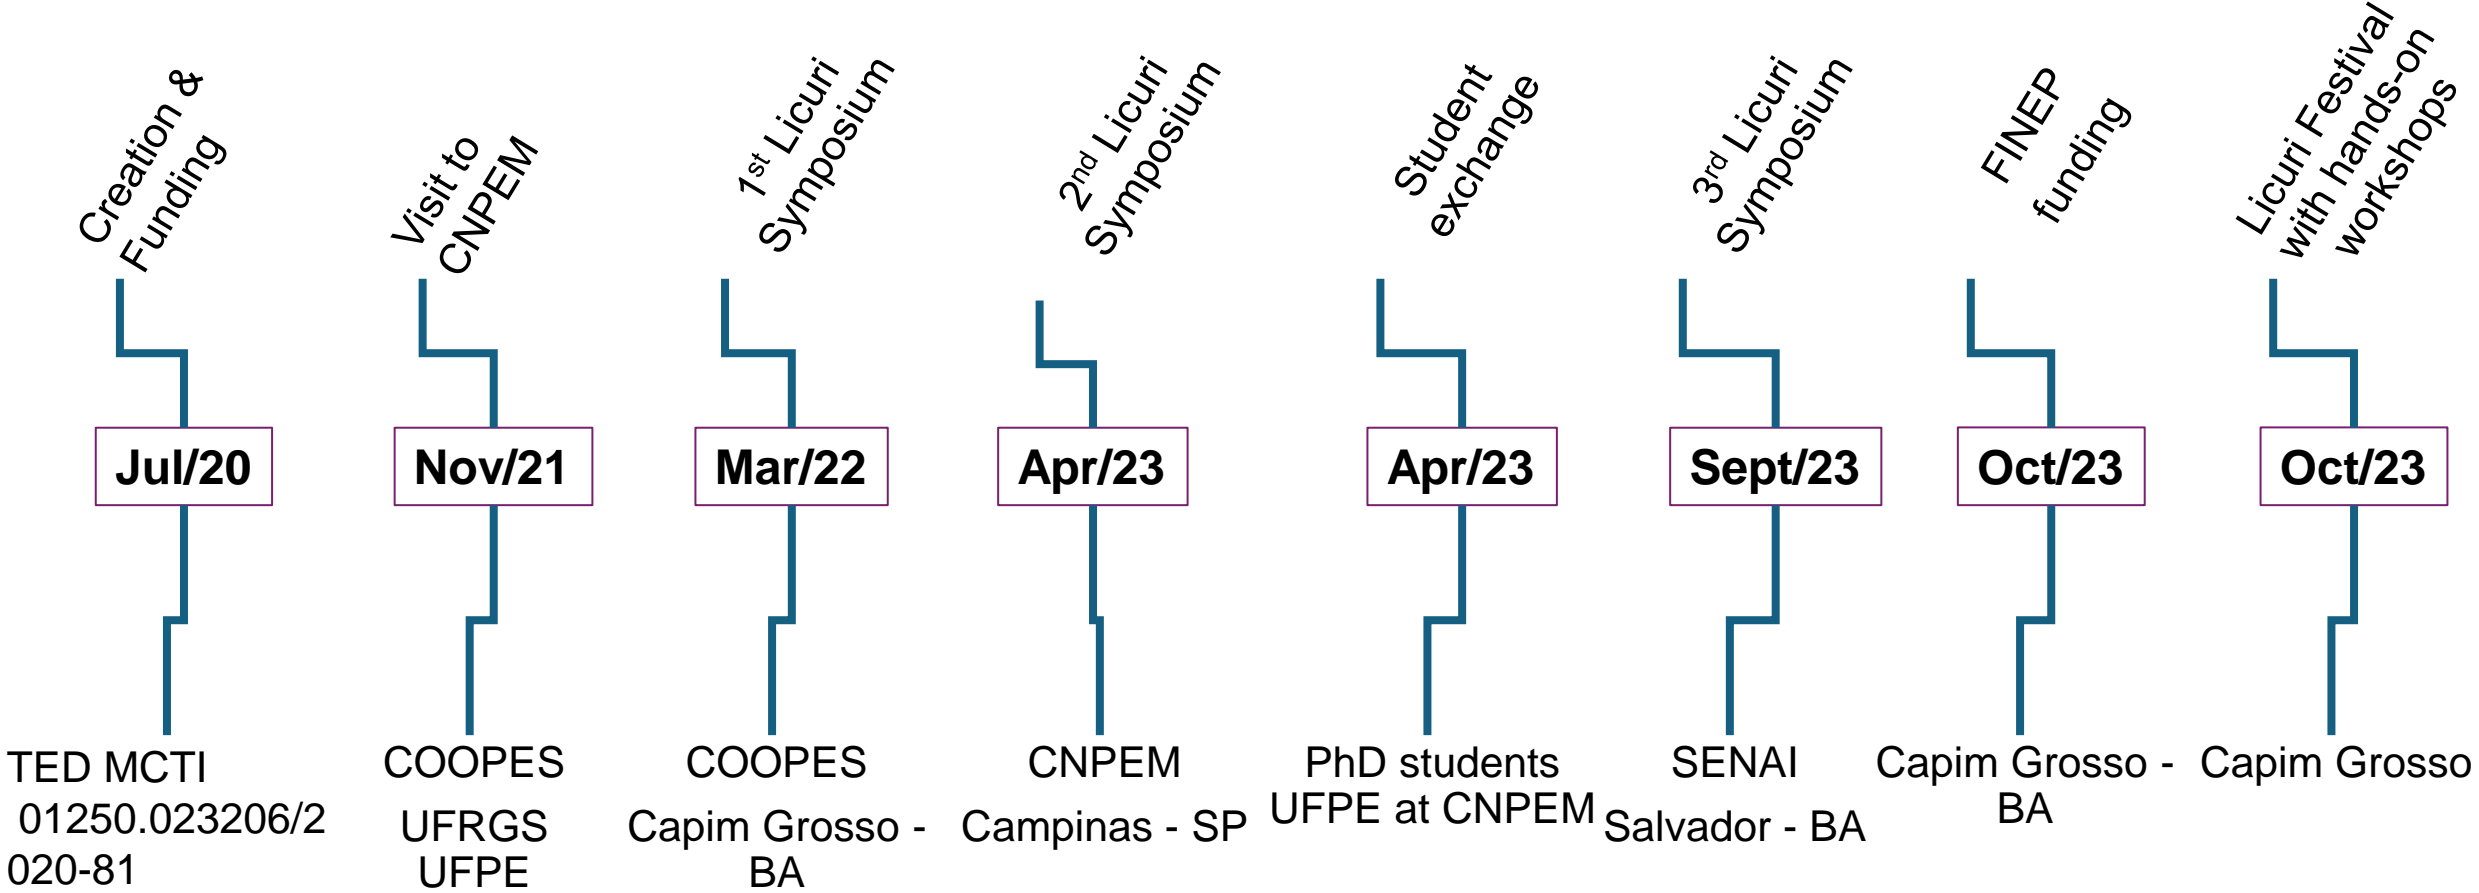 Creation &
Funding
Visit to
CNPEM
1st Licuri
Symposium
2nd Licuri
Symposium
Student
exchange
3rd Licuri
Symposium
FINEP
funding
Licuri Festival
with hands-on
workshops
Jul/20
Nov/21
Mar/22
Apr/23
Apr/23
Sept/23
Oct/23
Oct/23
TED MCTI
01250.023206/2
020-81
COOPES
UFRGS
UFPE
COOPES
Capim Grosso -
BA
CNPEM
Campinas - SP
PhD students
UFPE at CNPEM
SENAI
Salvador - BA
Capim Grosso -
BA
Capim Grosso